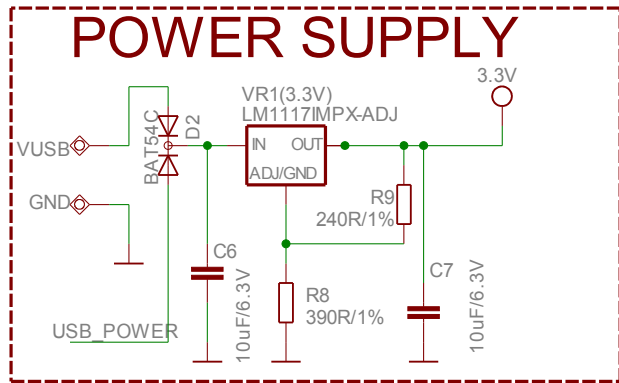 POWER SUPPLY
3.3V
VR1(3.3V)
LM1117IMPX-ADJ
VUSB
BAT54C
D2
IN
OUT
ADJ/GND
GND
R9
240R/1%
C6
10uF/6.3V
R8
390R/1%
C7
10uF/6.3V
USB_POWER